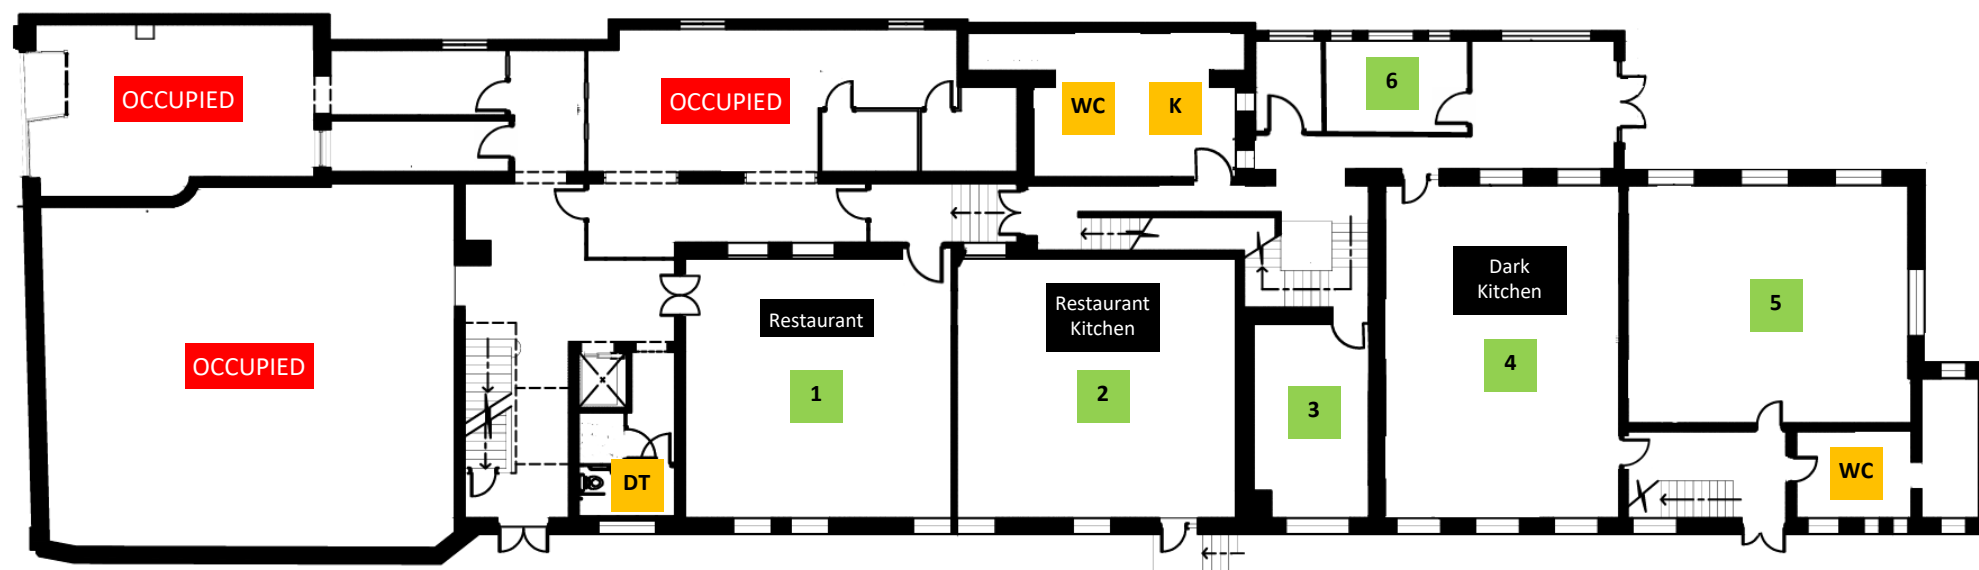 OCCUPIED
OCCUPIED
WC
K
6
Restaurant
1
Restaurant
Kitchen
2
Dark
Kitchen
4
5
OCCUPIED
3
DT
WC